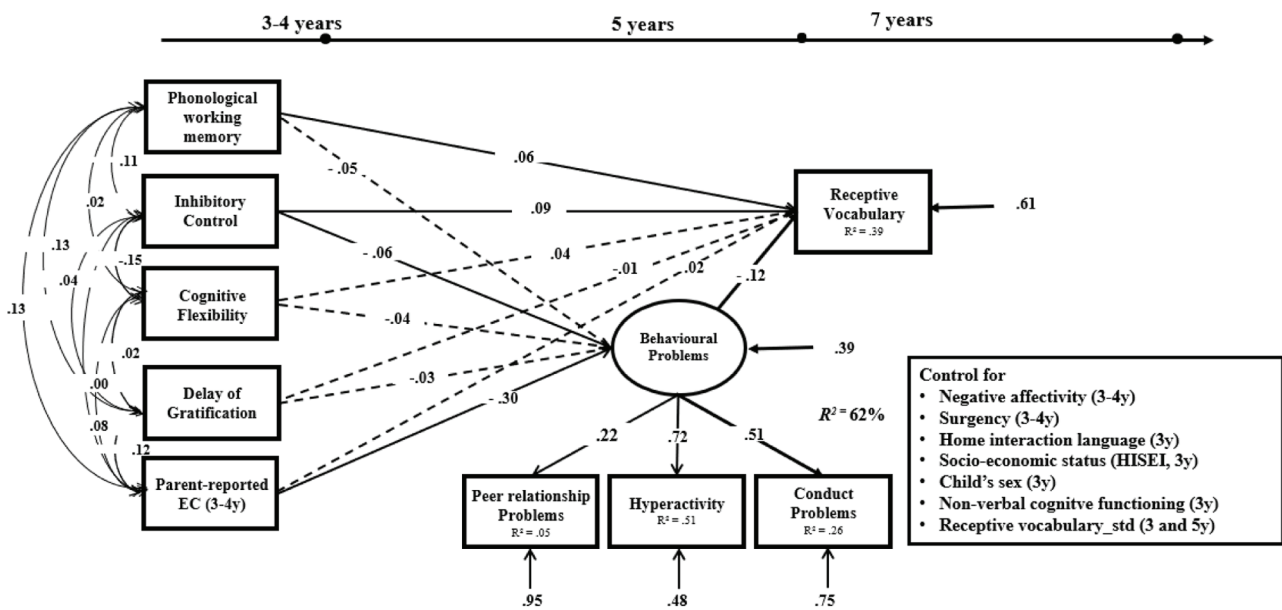 3-4 years
5 years
7 years
Phonological
working
memory
Inhibitory
Control
Cognitive
Flexibility
Delay of
Gratification
Parent-reported
EC (3-4y)
.11
.02
.13
.04
-.15
.13
.02
.00
.08
.12
.06
- .05
.09
- .06
.04
-.01
.02
- .12
-.04
-.03
- .30
Receptive
Vocabulary
R² = .39
.61
Behavioural
Problems
.39
R² = 62%
.22
.72
.51
Peer relationship
Problems
R² = .05
Hyperactivity
R² = .51
Conduct
Problems
R² = .26
.95
.48
.75
Control for
• Negative affectivity (3-4y)
• Surgency (3-4y)
• Home interaction language (3y)
• Socio-economic status (HISEI, 3y)
• Child's sex (3y)
• Non-verbal cognitve functioning (3y)
• Receptive vocabulary_std (3 and 5y)